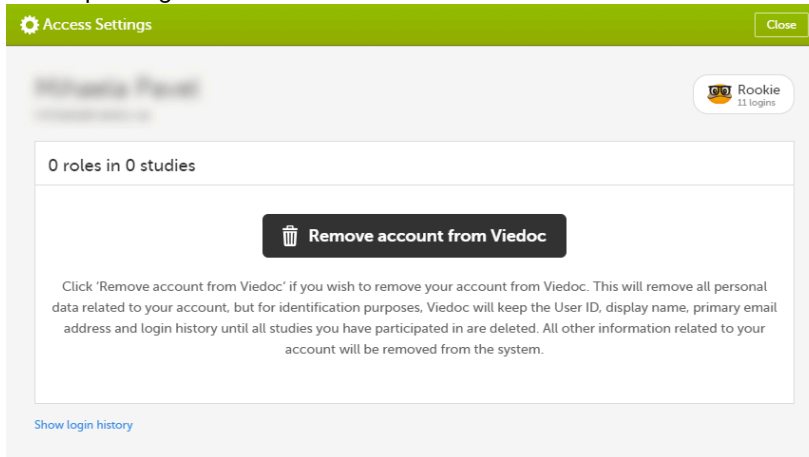 Access Settings
Close
Rookie
11 logins
0 roles in 0 studies
Remove account from Viedoc
Click 'Remove account from Viedoc' if you wish to remove your account from Viedoc. This will remove all personal
data related to your account, but for identification purposes, Viedoc will keep the User ID, display name, primary email
address and login history until all studies you have participated in are deleted. All other information related to your
account will be removed from the system.
Show login history